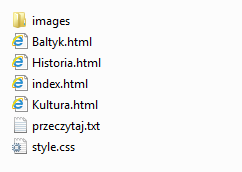 images
Baltyk.html
Historia.html
index.html
Kultura.html
przeczytaj.txt
style.css